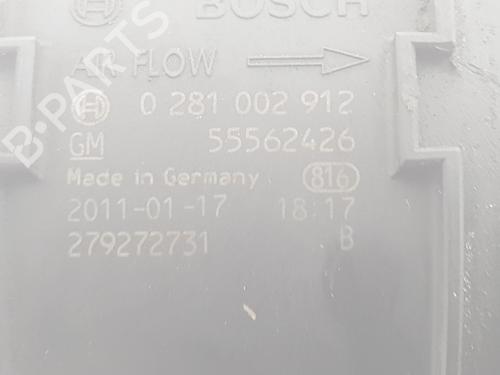 BOSCH
AIR FLOW
0 281 002 912
GM 55562426
Made in Germany 816
2011-01-17 18:17
279272731 B
B-PARTS